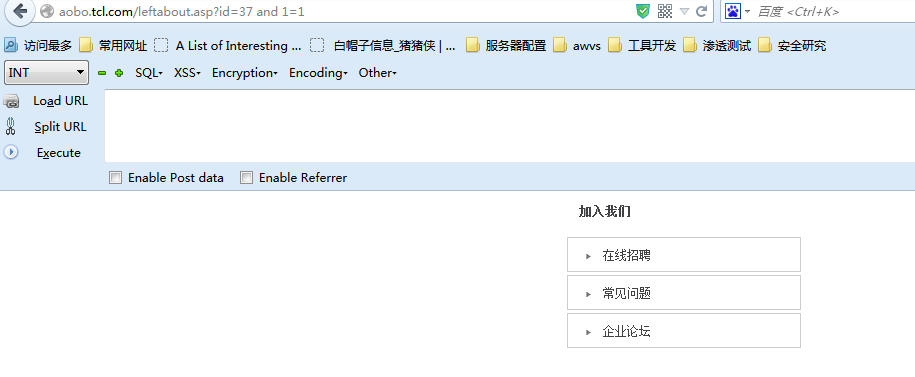 aobo.tcl.com/leftabout.asp?id=37 and 1=1 百度 <Ctrl+K>
访问最多 常用网址 A List of Interesting ... 白帽子信息_猪猪侠 | ... 服务器配置 awvs 工具开发 渗透测试 安全研究
INT SQL XSS Encryption Encoding Other
Load URL
Split URL
Execute
Enable Post data Enable Referrer
加入我们
在线招聘
常见问题
企业论坛